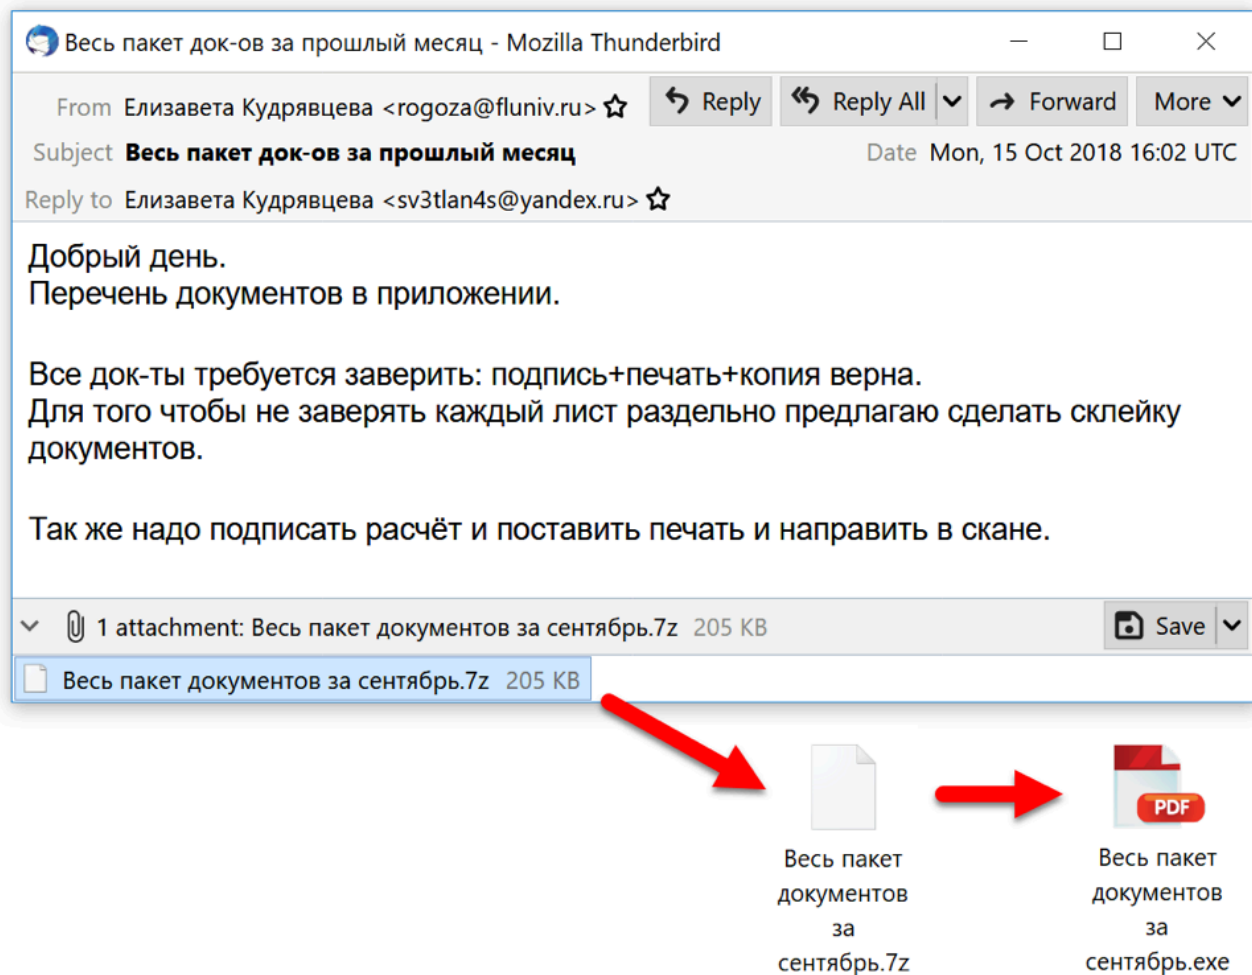 Весь пакет док-ов за прошлый месяц - Mozilla Thunderbird
From Елизавета Кудрявцева <rogoza@fluniv.ru> Reply Reply All Forward More
Subject Весь пакет док-ов за прошлый месяц Date Mon, 15 Oct 2018 16:02 UTC
Reply to Елизавета Кудрявцева <sv3tlan4s@yandex.ru>
Добрый день.
Перечень документов в приложении.
Все док-ты требуется заверить: подпись+печать+копия верна.
Для того чтобы не заверять каждый лист раздельно предлагаю сделать склейку
документов.
Так же надо подписать расчёт и поставить печать и направить в скане.
1 attachment: Весь пакет документов за сентябрь.7z 205 KB Save
Весь пакет документов за сентябрь.7z 205 KB
PDF
Весь пакет
документов
за
сентябрь.7z
Весь пакет
документов
за
сентябрь.exe